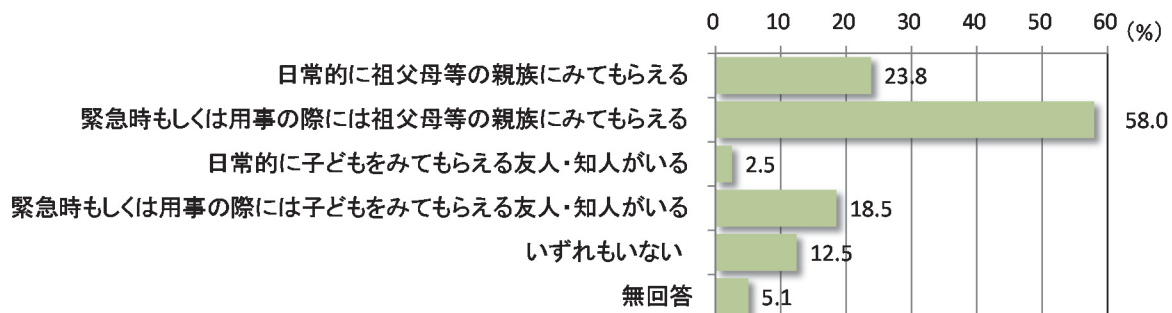 0 10 20 30 40 50 60 (%)
日常的に祖父母等の親族にみてもらえる 23.8
緊急時もしくは用事の際には祖父母等の親族にみてもらえる 58.0
日常的に子どもをみてもらえる友人・知人がいる 2.5
緊急時もしくは用事の際には子どもをみてもらえる友人・知人がいる 18.5
いずれもいない 12.5
無回答 5.1